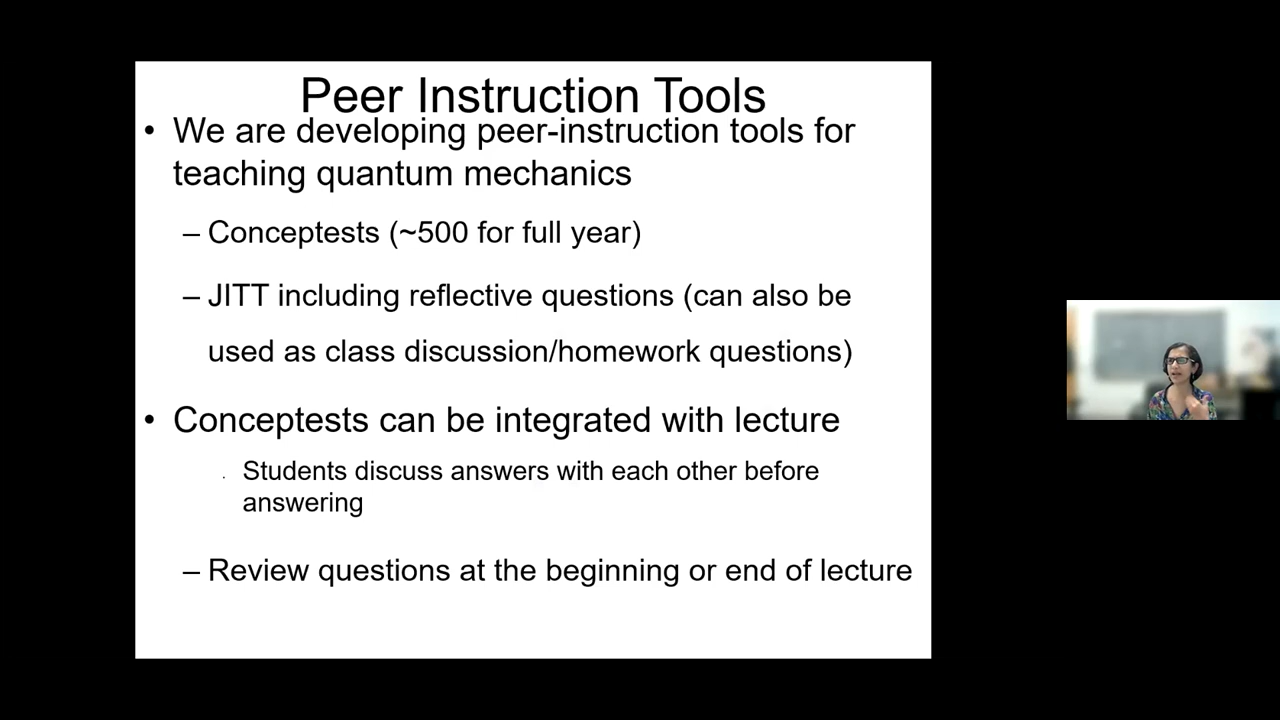 Peer Instruction Tools
• We are developing peer-instruction tools for
teaching quantum mechanics
– Conceptests (~500 for full year)
– JITT including reflective questions (can also be
used as class discussion/homework questions)
• Conceptests can be integrated with lecture
. Students discuss answers with each other before
answering
– Review questions at the beginning or end of lecture